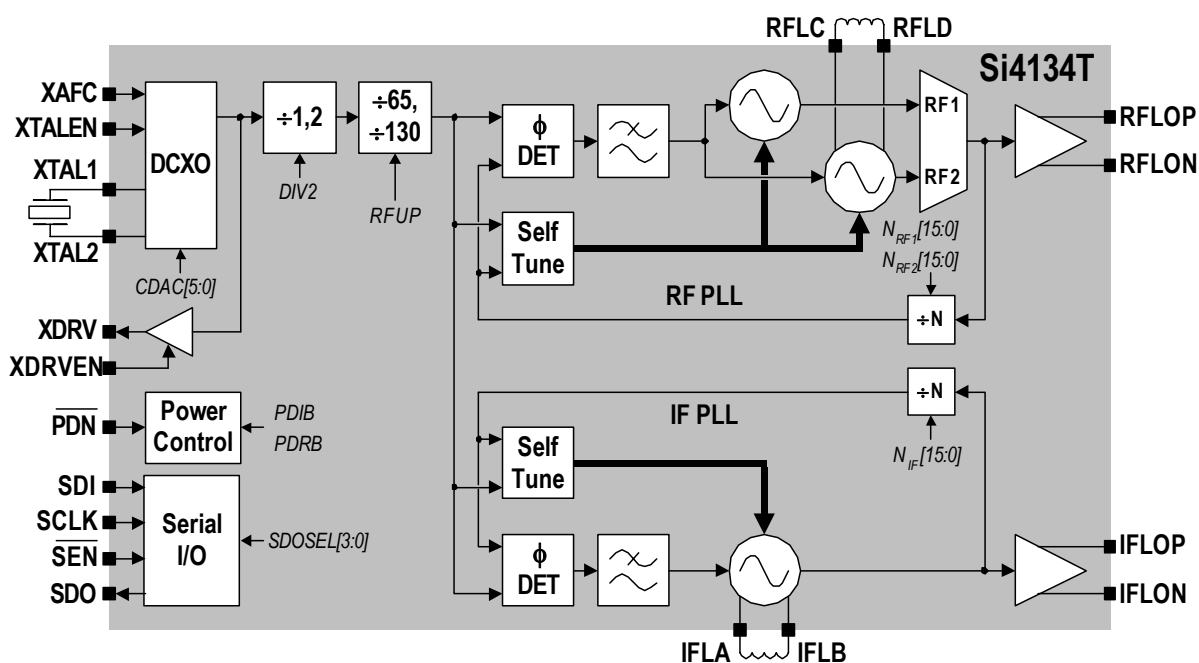 RFLC RFLD
Si4134T
XAFC
XTALEN
XTAL1
XTAL2
DCXO
CDAC[5:0]
÷1,2
DIV2
÷65,
÷130
RFUP
ϕ
DET
Self
Tune
RF1
RF2
RFLOP
RFLON
N_RF1[15:0]
N_RF2[15:0]
÷N
RF PLL
XDRV
XDRVEN
PDN
Power
Control
PDIB
PDRB
SDI
SCLK
SEN
SDO
Serial
I/O
SDOSEL[3:0]
÷N
N_IF[15:0]
IF PLL
Self
Tune
ϕ
DET
IFLOP
IFLON
IFLA IFLB